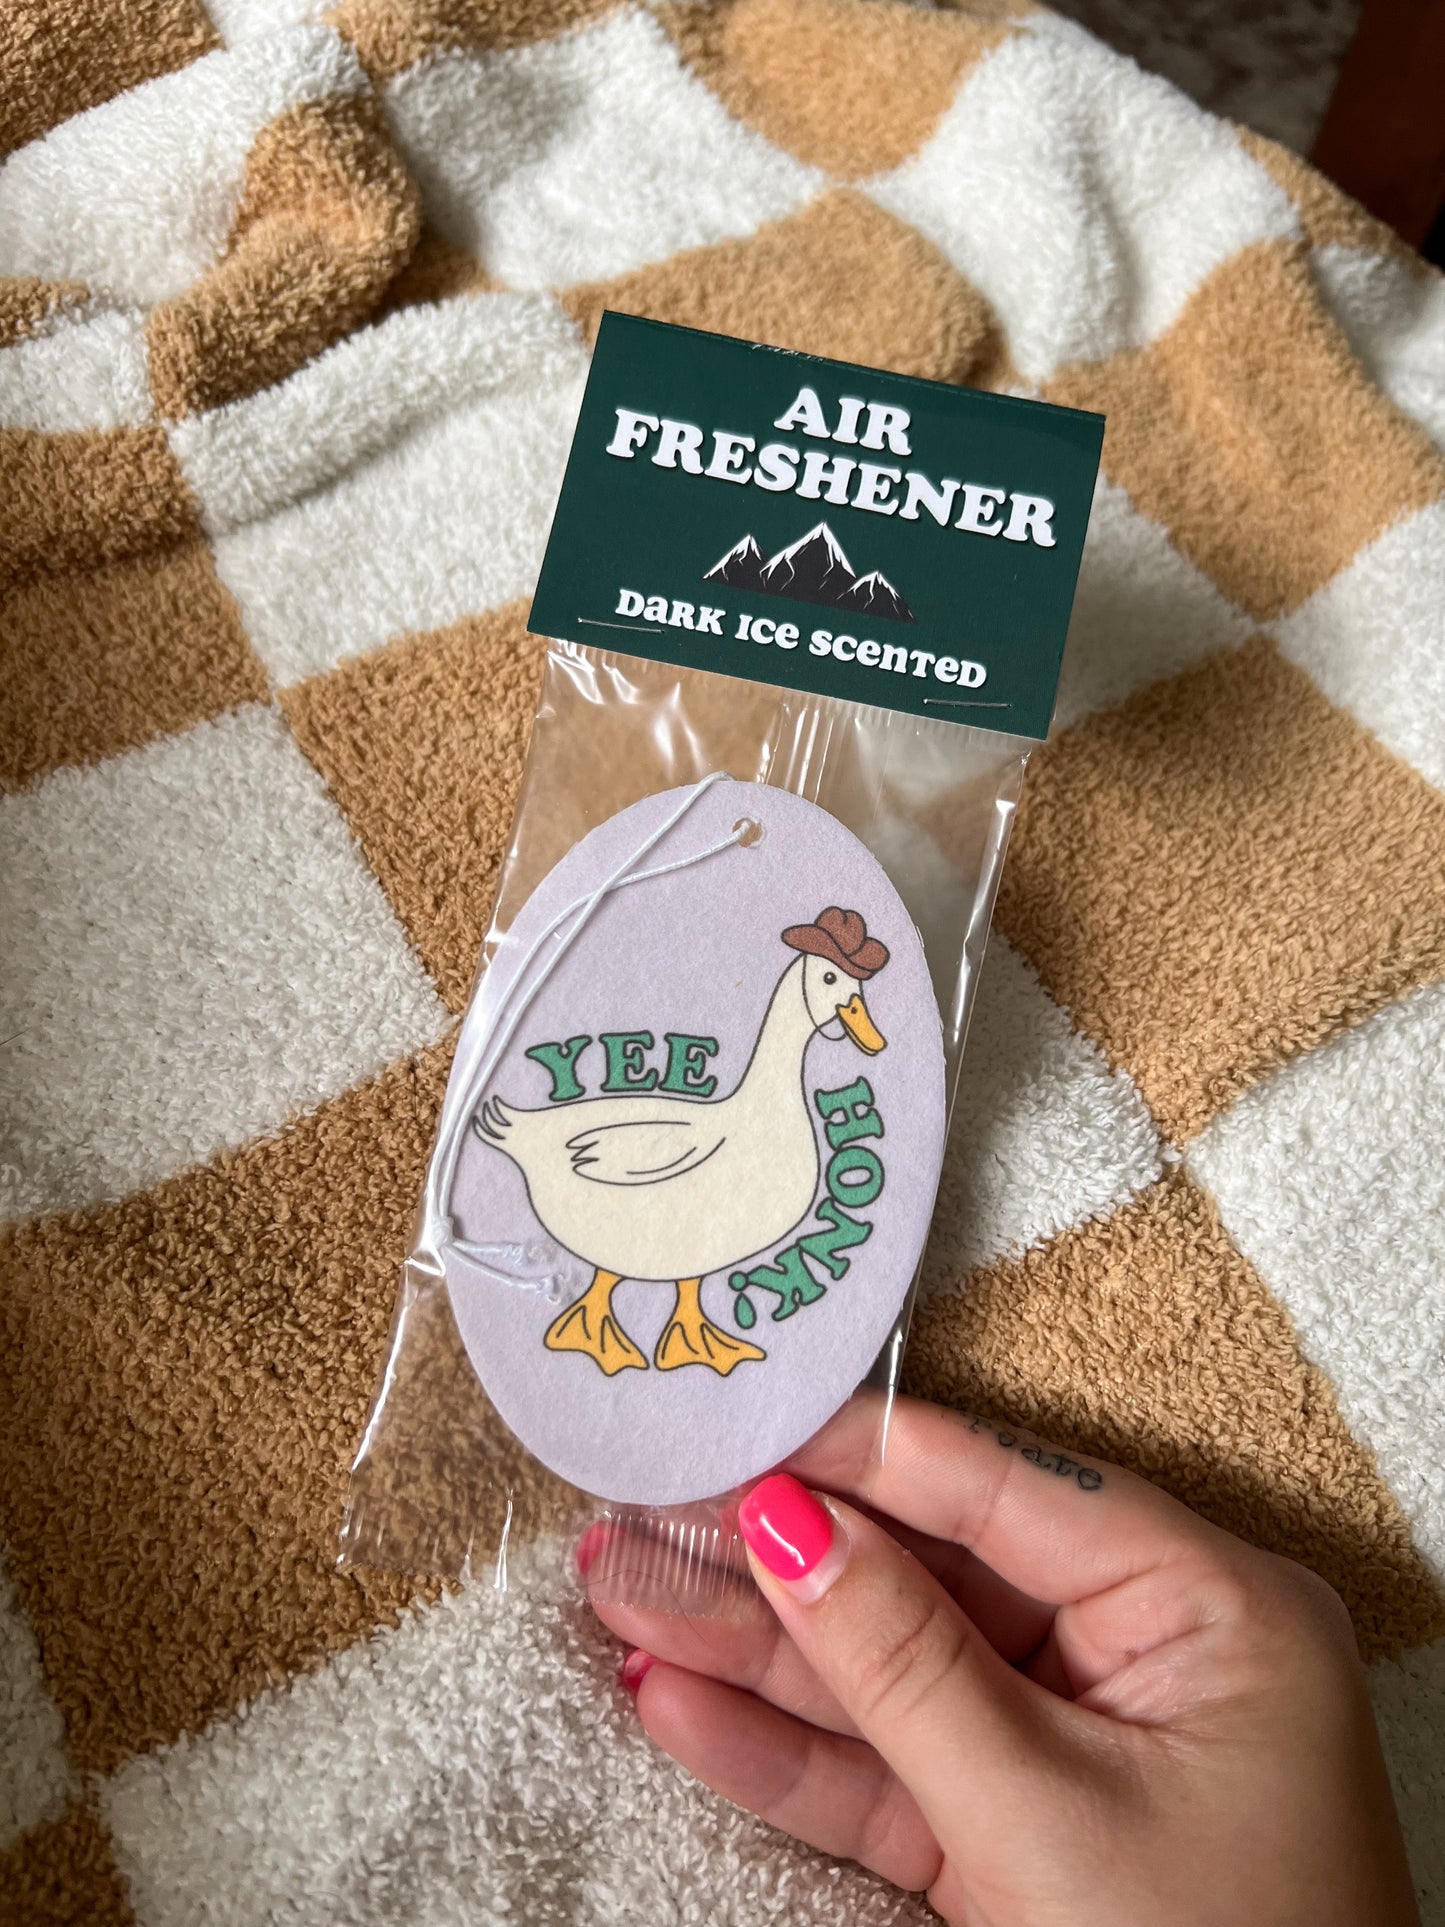 AIR
FRESHENER
DARK ICE SCENTED
YEE
HONK!